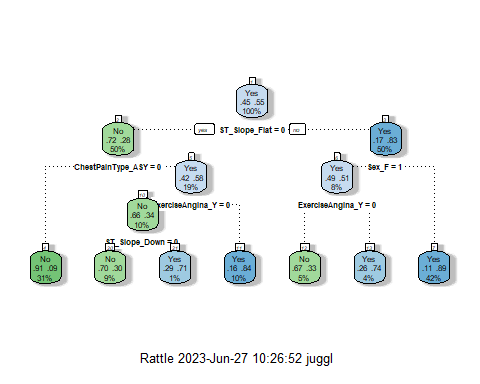 Yes
.45 .55
100%
yes ST_Slope_Flat = 0 no
No
.72 .28
50%
Yes
.17 .83
50%
ChestPainType_ASY = 0
Sex_F = 1
Yes
.42 .58
19%
Yes
.49 .51
8%
ExerciseAngina_Y = 0
ExerciseAngina_Y = 0
No
.66 .34
10%
ST_Slope_Down = 0
No
.91 .09
31%
No
.70 .30
9%
Yes
.29 .71
1%
Yes
.16 .84
10%
No
.67 .33
5%
Yes
.26 .74
4%
Yes
.11 .89
42%
Rattle 2023-Jun-27 10:26:52 juggl